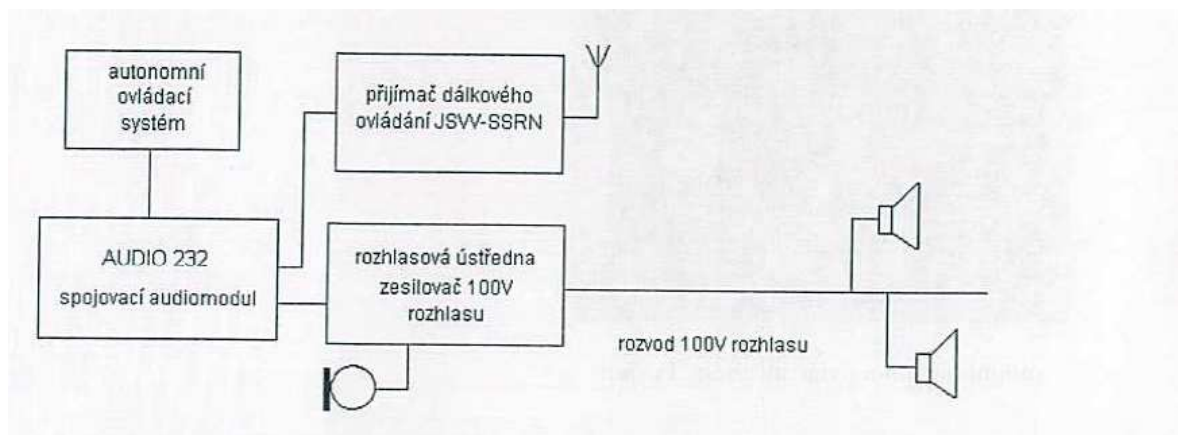 autonomní
ovládací
systém
přijímač dálkového
ovládání JSVV-SSRN
AUDIO 232
spojovací audiomodul
rozhlasová ústředna
zesilovač 100V
rozhlasu
rozvod 100V rozhlasu